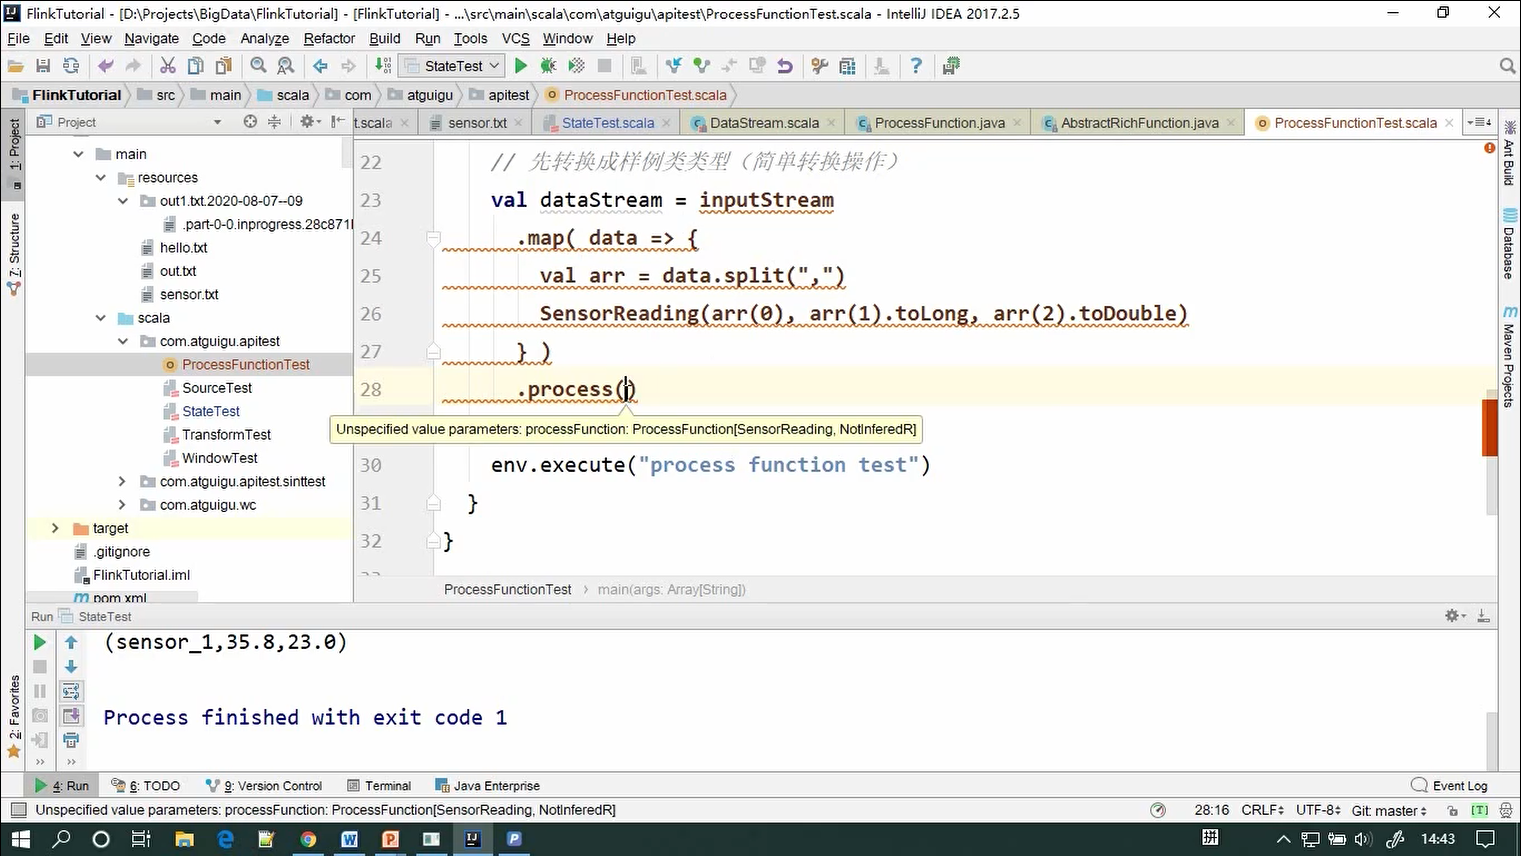 FlinkTutorial - [D:\Projects\BigData\FlinkTutorial] - [FlinkTutorial] - ...\src\main\scala\com\atguigu\apitest\ProcessFunctionTest.scala - IntelliJ IDEA 2017.2.5
File Edit View Navigate Code Analyze Refactor Build Run Tools VCS Window Help
StateTest
FlinkTutorial src main scala com atguigu apitest ProcessFunctionTest.scala
Project t.scala sensor.txt StateTest.scala DataStream.scala ProcessFunction.java AbstractRichFunction.java ProcessFunctionTest.scala
1: Project
7: Structure
2: Favorites
main
resources
out1.txt.2020-08-07--09
.part-0-0.inprogress.28c871
hello.txt
out.txt
sensor.txt
scala
com.atguigu.apitest
ProcessFunctionTest
SourceTest
StateTest
TransformTest
WindowTest
com.atguigu.apitest.sinttest
com.atguigu.wc
target
.gitignore
FlinkTutorial.iml
pom.xml
22 // 先转换成样例类类型（简单转换操作）
23 val dataStream = inputStream
24 .map( data => {
25 val arr = data.split(",")
26 SensorReading(arr(0), arr(1).toLong, arr(2).toDouble)
27 } )
28 .process()
Unspecified value parameters: processFunction: ProcessFunction[SensorReading, NotInferedR]
30 env.execute("process function test")
31 }
32 }
ProcessFunctionTest main(args: Array[String])
Ant Build
Database
Maven Projects
Run StateTest
(sensor_1,35.8,23.0)
Process finished with exit code 1
4: Run 6: TODO 9: Version Control Terminal Java Enterprise Event Log
Unspecified value parameters: processFunction: ProcessFunction[SensorReading, NotInferedR] 28:16 CRLF UTF-8 Git: master [T]
拼 14:43